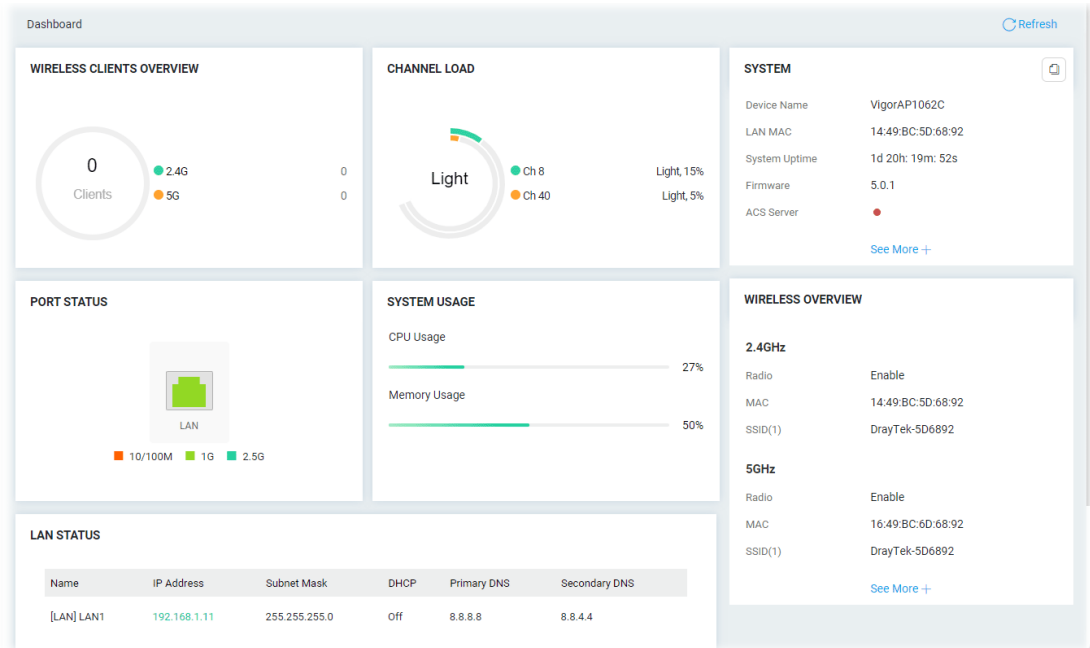 Dashboard
Refresh
WIRELESS CLIENTS OVERVIEW
0
Clients
2.4G 0
5G 0
CHANNEL LOAD
Light
Ch 8 Light, 15%
Ch 40 Light, 5%
SYSTEM
Device Name VigorAP1062C
LAN MAC 14:49:BC:5D:68:92
System Uptime 1d 20h: 19m: 52s
Firmware 5.0.1
ACS Server
See More +
PORT STATUS
LAN
10/100M 1G 2.5G
SYSTEM USAGE
CPU Usage
27%
Memory Usage
50%
WIRELESS OVERVIEW
2.4GHz
Radio Enable
MAC 14:49:BC:5D:68:92
SSID(1) DrayTek-5D6892
5GHz
Radio Enable
MAC 16:49:BC:6D:68:92
SSID(1) DrayTek-5D6892
See More +
LAN STATUS
Name IP Address Subnet Mask DHCP Primary DNS Secondary DNS
[LAN] LAN1 192.168.1.11 255.255.255.0 Off 8.8.8.8 8.8.4.4